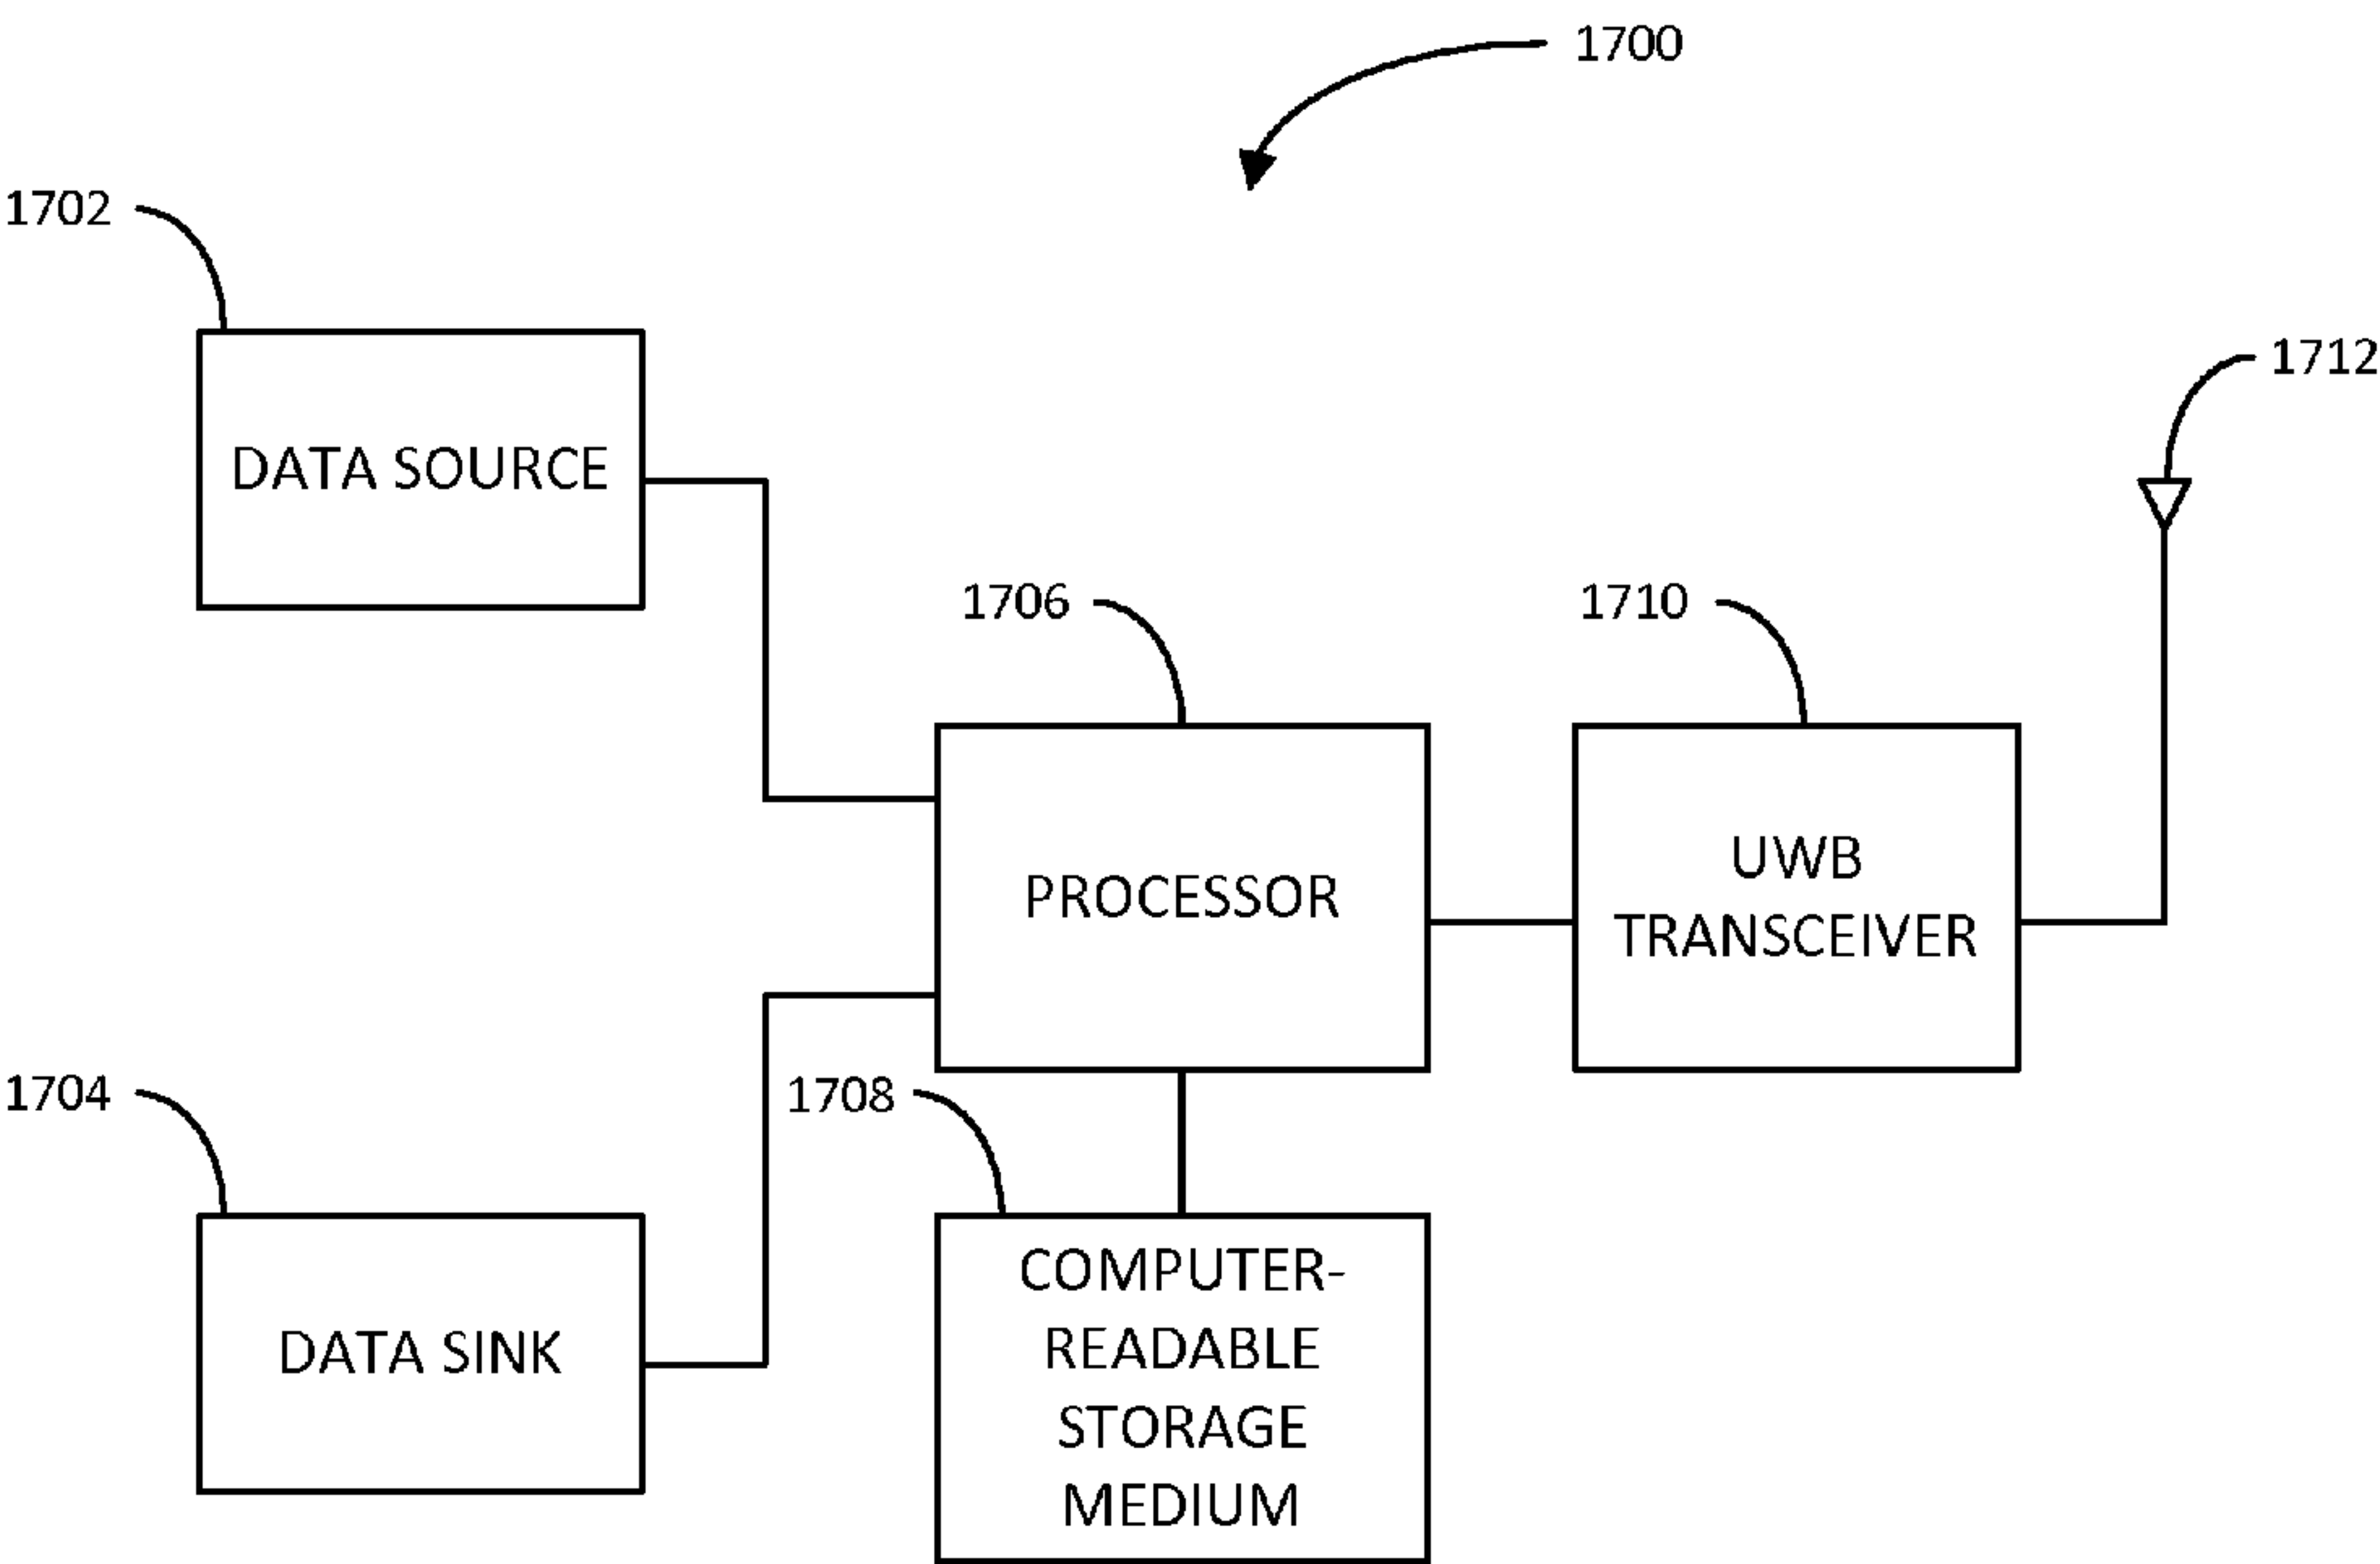 1700
1702
1712
DATA SOURCE
1706
1710
PROCESSOR
UWB
TRANSCEIVER
1704
1708
DATA SINK
COMPUTER-
READABLE
STORAGE
MEDIUM